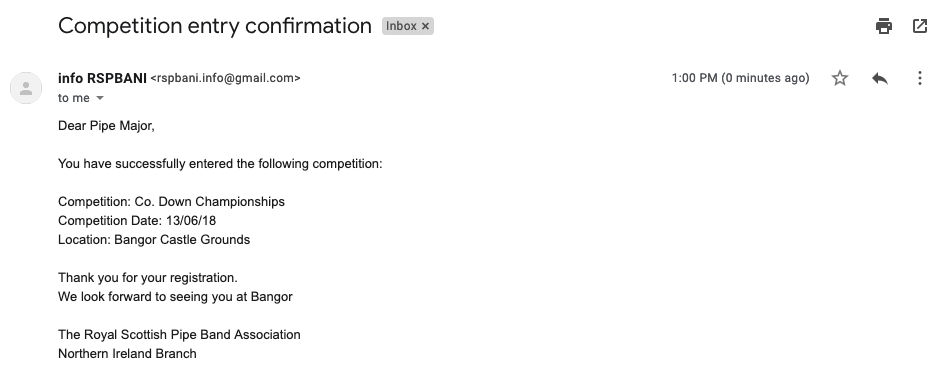 Competition entry confirmation Inbox x
info RSPBANI <rspbani.info@gmail.com> 1:00 PM (0 minutes ago)
to me
Dear Pipe Major,
You have successfully entered the following competition:
Competition: Co. Down Championships
Competition Date: 13/06/18
Location: Bangor Castle Grounds
Thank you for your registration.
We look forward to seeing you at Bangor
The Royal Scottish Pipe Band Association
Northern Ireland Branch